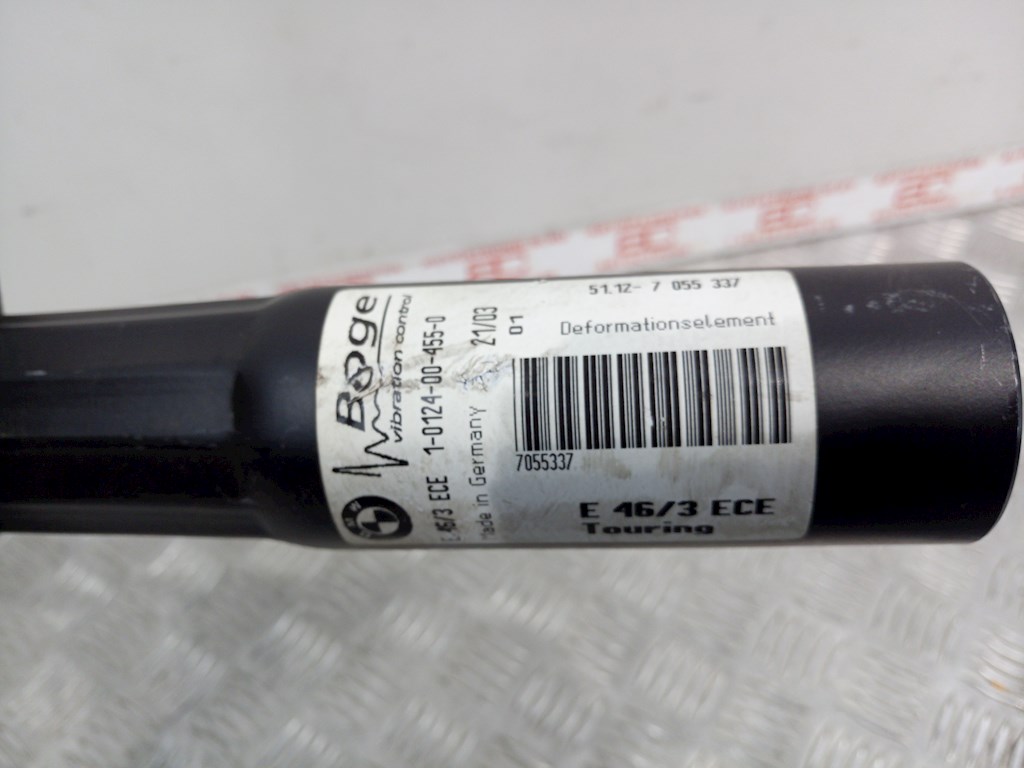 51.12- 7 055 337
Deformationselement
7055337
E 46/3 ECE
Touring
Boge
vibration control
1-0124-00-455-0
21/03
01
E 46/3 ECE
Made in Germany